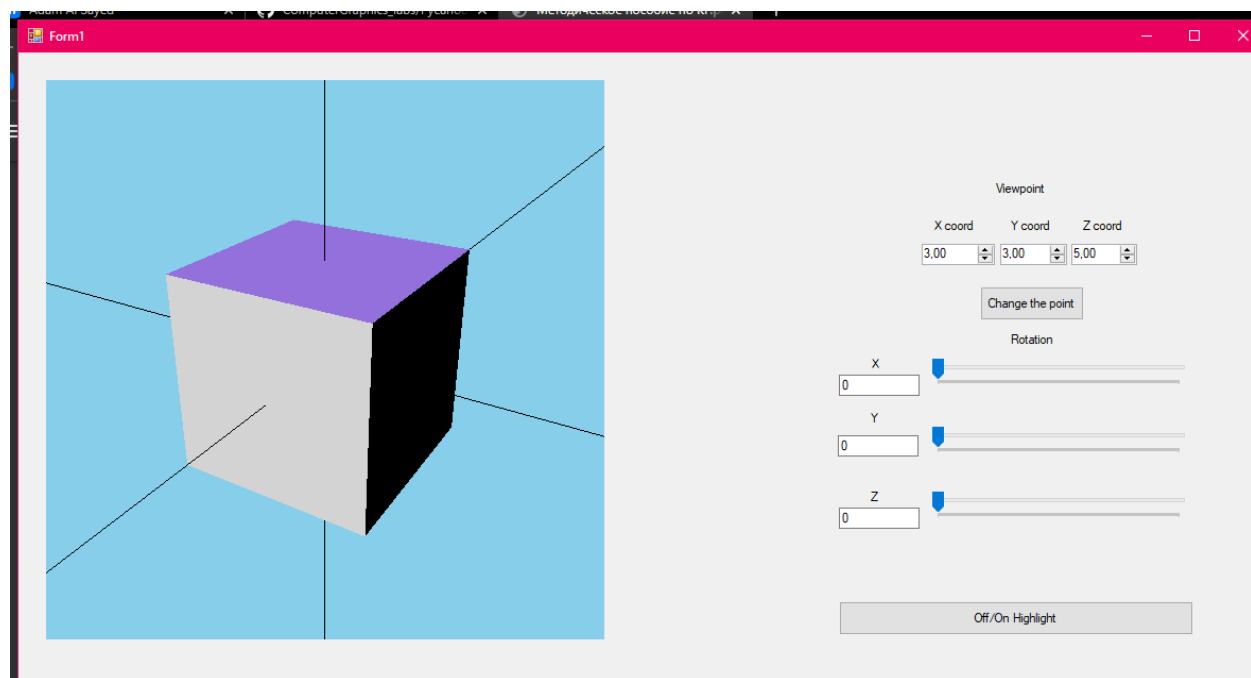 Form1
Viewpoint
X coord Y coord Z coord
3,00 3,00 5,00
Change the point
Rotation
X
0
Y
0
Z
0
Off/On Highlight